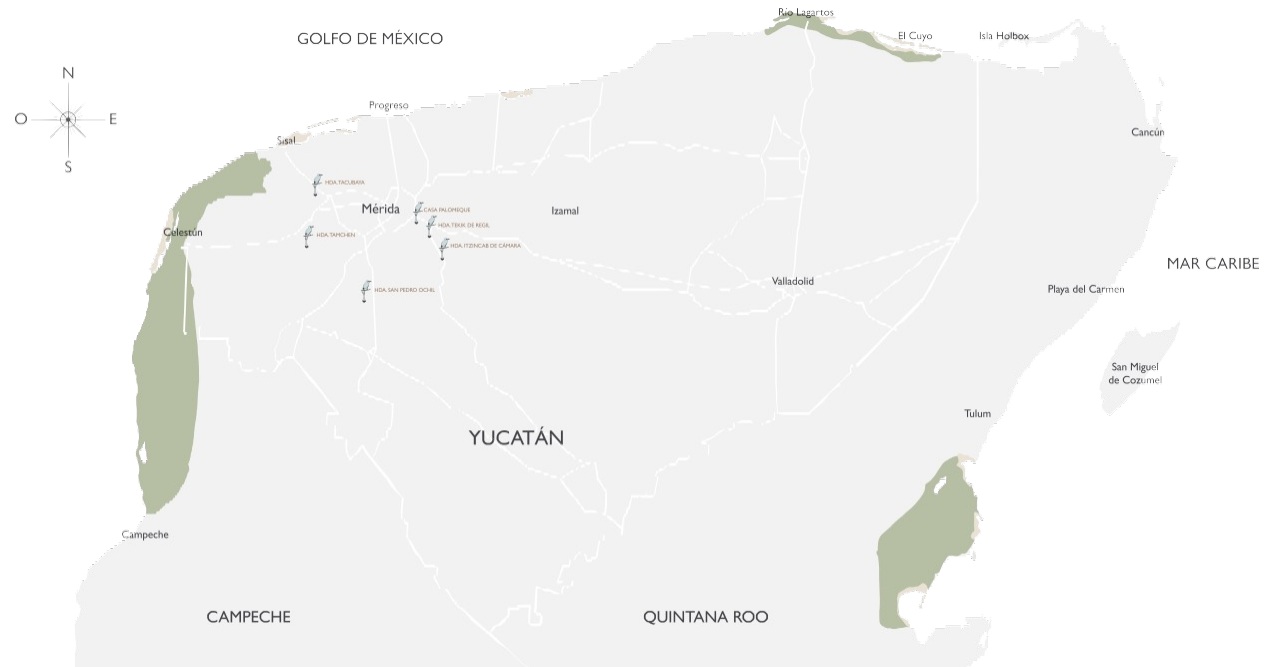 Río Lagartos
El Cuyo
Isla Holbox
GOLFO DE MÉXICO
N
O
E
S
Progreso
Sisal
Cancún
HDA. TACUBAYA
Mérida
CASA PALOMEQUE
Izamal
HDA. TEKIK DE REGIL
Celestún
HDA. TAMCHEN
HDA. ITZINCAB DE CÁMARA
MAR CARIBE
Valladolid
HDA. SAN PEDRO OCHIL
Playa del Carmen
San Miguel
de Cozumel
Tulum
YUCATÁN
Campeche
CAMPECHE
QUINTANA ROO